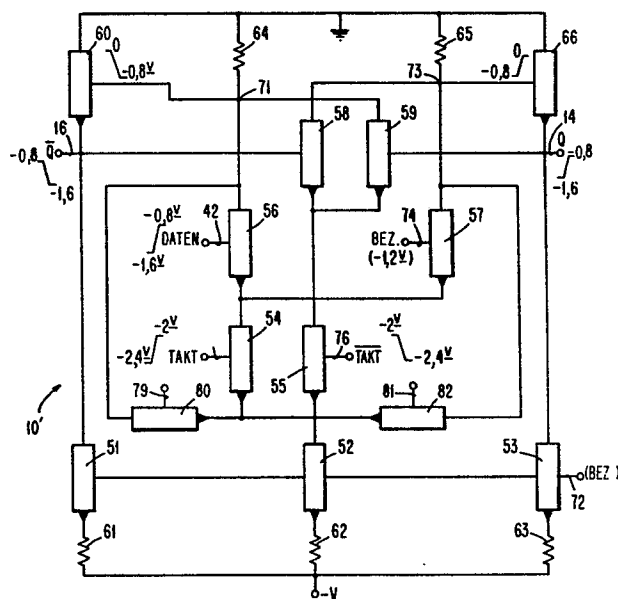 60 0 64 65 0 66
-0,8V 71 73 -0,8
16 58 59 14
-0,8 Q̅ Q -0,8
-1,6 -1,6
-0,8V 56 74 57
42
DATEN BEZ.
-1,6V (-1,2V)
54 76
-2V -2V
-2,4V TAKT T̅A̅K̅T̅ -2,4V
55
79 80 81 82
10'
51 52 53
(BEZ.)
72
61 62 63
-V